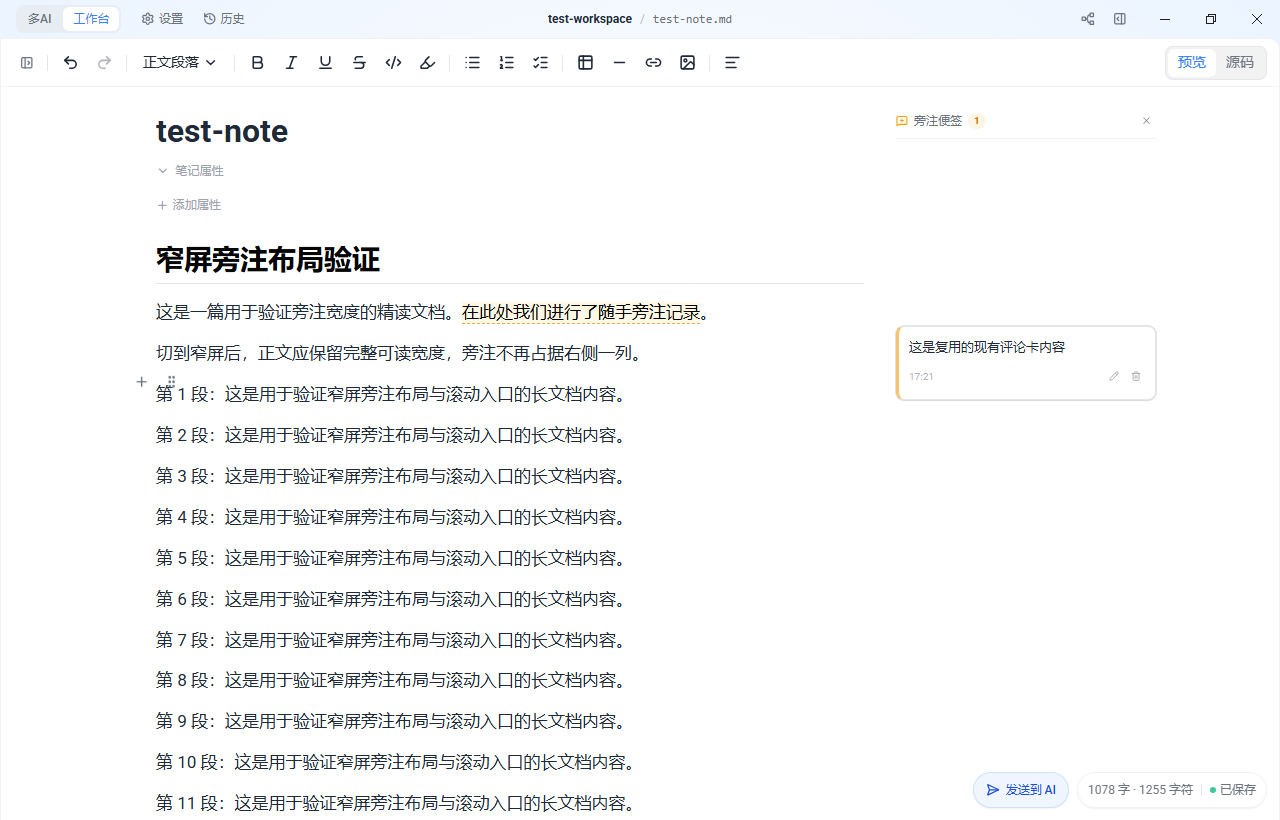 多AI 工作台 设置 历史 test-workspace / test-note.md
正文段落 预览 源码
test-note
旁注便签 1
笔记属性
添加属性
窄屏旁注布局验证
这是一篇用于验证旁注宽度的精读文档。在此处我们进行了随手旁注记录。
切到窄屏后，正文应保留完整可读宽度，旁注不再占据右侧一列。
这是复用的现有评论卡内容
17:21
第 1 段：这是用于验证窄屏旁注布局与滚动入口的长文档内容。
第 2 段：这是用于验证窄屏旁注布局与滚动入口的长文档内容。
第 3 段：这是用于验证窄屏旁注布局与滚动入口的长文档内容。
第 4 段：这是用于验证窄屏旁注布局与滚动入口的长文档内容。
第 5 段：这是用于验证窄屏旁注布局与滚动入口的长文档内容。
第 6 段：这是用于验证窄屏旁注布局与滚动入口的长文档内容。
第 7 段：这是用于验证窄屏旁注布局与滚动入口的长文档内容。
第 8 段：这是用于验证窄屏旁注布局与滚动入口的长文档内容。
第 9 段：这是用于验证窄屏旁注布局与滚动入口的长文档内容。
第 10 段：这是用于验证窄屏旁注布局与滚动入口的长文档内容。
第 11 段：这是用于验证窄屏旁注布局与滚动入口的长文档内容。
发送到 AI 1078 字 · 1255 字符 已保存